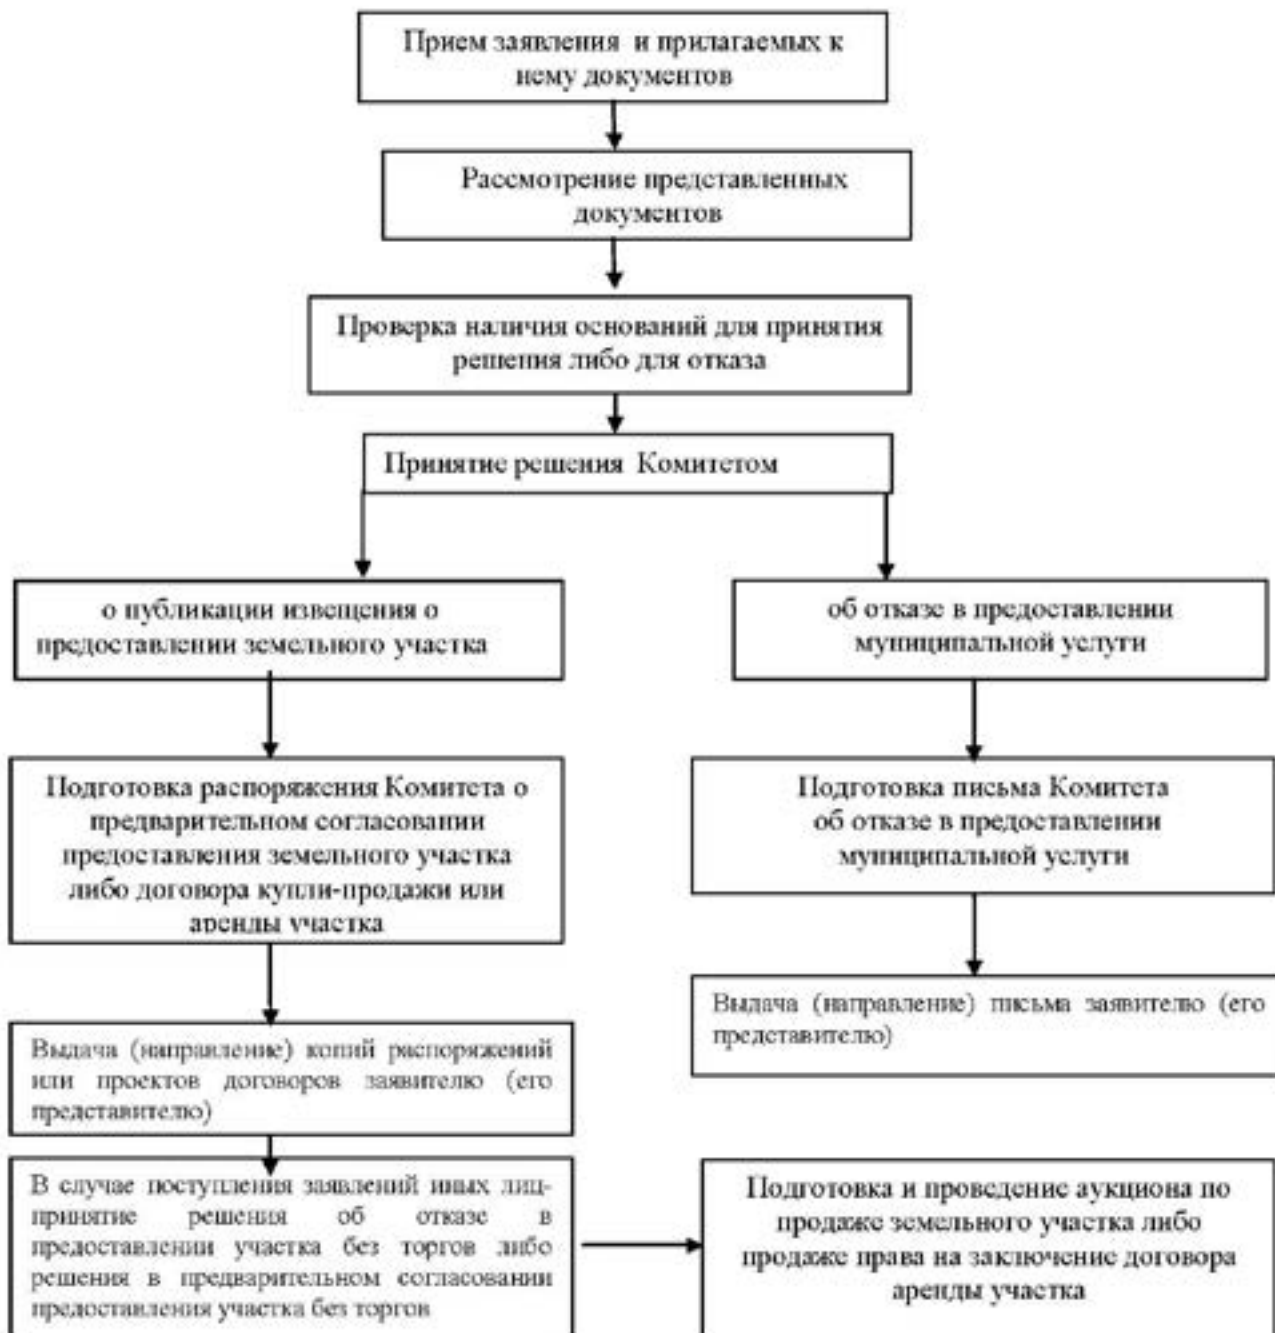 Прием заявления и прилагаемых к
нему документов
Рассмотрение представленных
документов
Проверка наличия оснований для принятия
решения либо для отказа
Принятие решения Комитетом
о публикации извещения о
предоставлении земельного участка
об отказе в предоставлении
муниципальной услуги
Подготовка распоряжения Комитета о
предварительном согласовании
предоставления земельного участка
либо договора купли-продажи или
аренды участка
Подготовка письма Комитета
об отказе в предоставлении
муниципальной услуги
Выдача (направление) письма заявителю (его
представителю)
Выдача (направление) копий распоряжений
или проектов договоров заявителю (его
представителю)
В случае поступления заявлений иных лиц-
принятие решения об отказе в
предоставлении участка без торгов либо
решения в предварительном согласовании
предоставления участка без торгов
Подготовка и проведение аукциона по
продаже земельного участка либо
продаже права на заключение договора
аренды участка